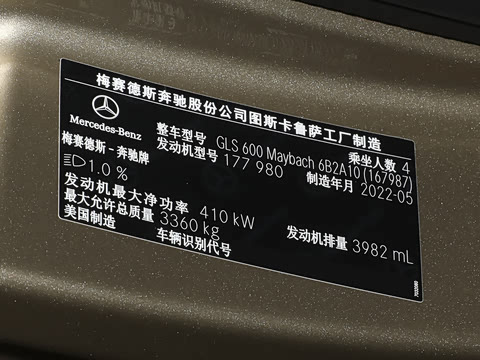 梅赛德斯奔驰股份公司图斯卡鲁萨工厂制造
Mercedes-Benz
梅赛德斯-奔驰牌
整车型号 GLS 600 Maybach 6B2A10 (167987)
发动机型号 177 980
乘坐人数 4
制造年月 2022-05
1.0 %
发动机最大净功率 410 kW
发动机排量 3982 mL
最大允许总质量 3360 kg
美国制造
车辆识别代号